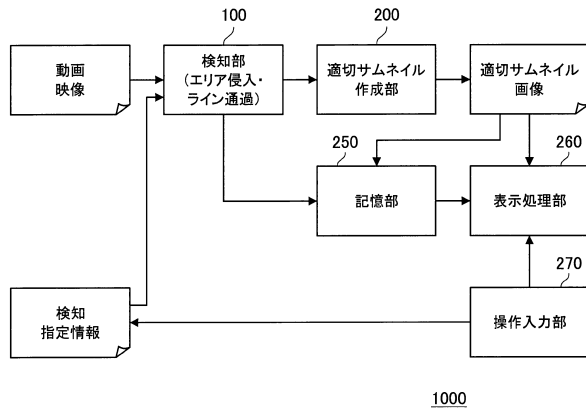 100
200
動画
映像
検知部
(エリア侵入・
ライン通過)
適切サムネイル
作成部
適切サムネイル
画像
250
260
記憶部
表示処理部
270
検知
指定情報
操作入力部
1000